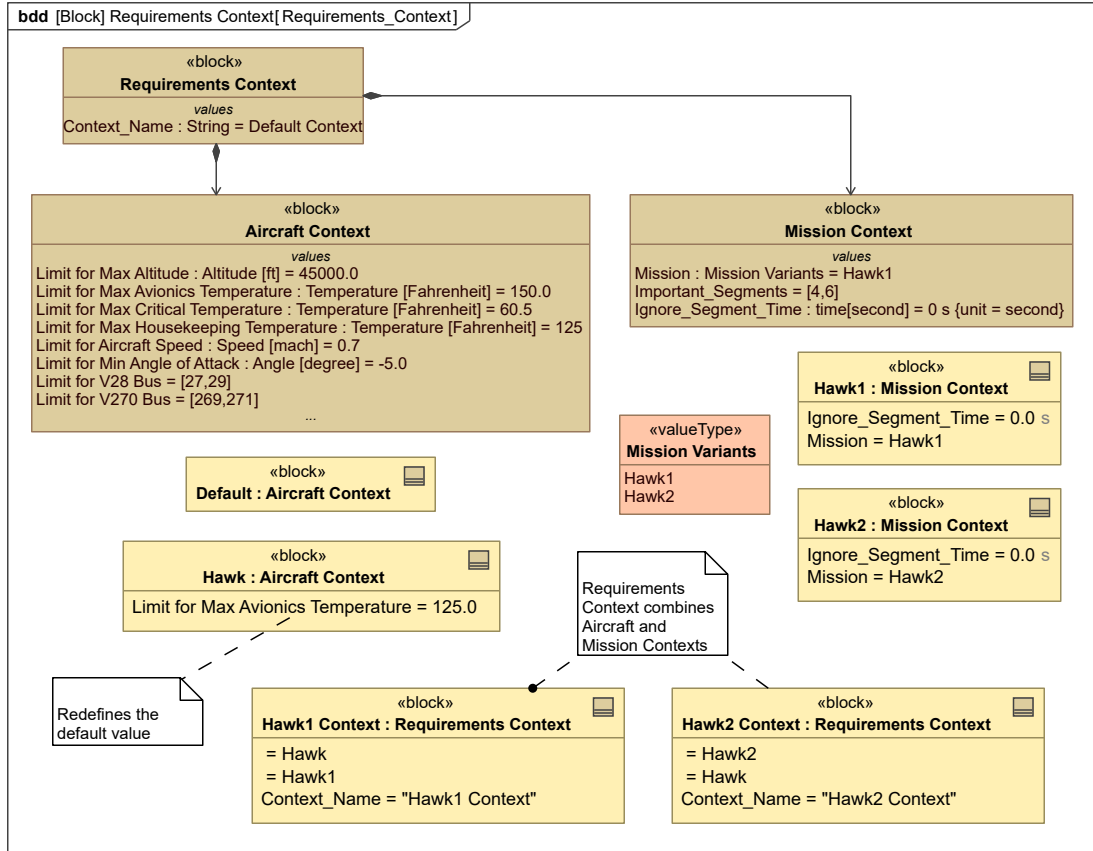 bdd [Block] Requirements Context[ Requirements_Context ]
«block»
Requirements Context
values
Context_Name : String = Default Context
«block»
Aircraft Context
values
Limit for Max Altitude : Altitude [ft] = 45000.0
Limit for Max Avionics Temperature : Temperature [Fahrenheit] = 150.0
Limit for Max Critical Temperature : Temperature [Fahrenheit] = 60.5
Limit for Max Housekeeping Temperature : Temperature [Fahrenheit] = 125
Limit for Aircraft Speed : Speed [mach] = 0.7
Limit for Min Angle of Attack : Angle [degree] = -5.0
Limit for V28 Bus = [27,29]
Limit for V270 Bus = [269,271]
...
«block»
Mission Context
values
Mission : Mission Variants = Hawk1
Important_Segments = [4,6]
Ignore_Segment_Time : time[second] = 0 s {unit = second}
«block»
Hawk1 : Mission Context
Ignore_Segment_Time = 0.0 s
Mission = Hawk1
«valueType»
Mission Variants
Hawk1
Hawk2
«block»
Default : Aircraft Context
«block»
Hawk2 : Mission Context
Ignore_Segment_Time = 0.0 s
Mission = Hawk2
«block»
Hawk : Aircraft Context
Limit for Max Avionics Temperature = 125.0
Requirements
Context combines
Aircraft and
Mission Contexts
Redefines the
default value
«block»
Hawk1 Context : Requirements Context
= Hawk
= Hawk1
Context_Name = "Hawk1 Context"
«block»
Hawk2 Context : Requirements Context
= Hawk2
= Hawk
Context_Name = "Hawk2 Context"